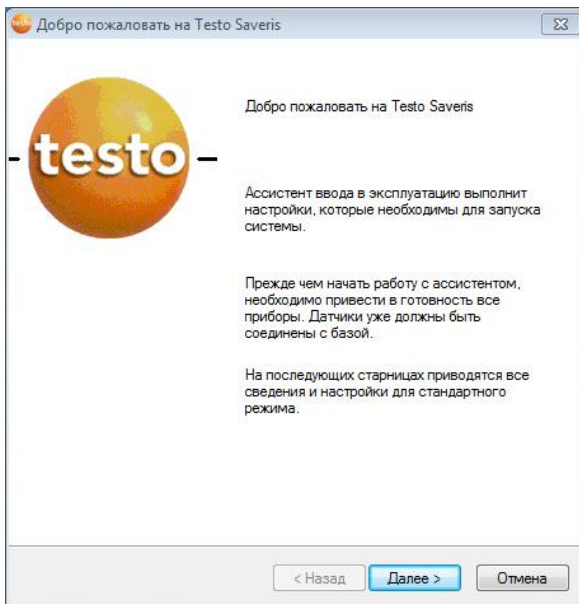 Добро пожаловать на Testo Saveris
testo
Добро пожаловать на Testo Saveris
Ассистент ввода в эксплуатацию выполнит
настройки, которые необходимы для запуска
системы.
Прежде чем начать работу с ассистентом,
необходимо привести в готовность все
приборы. Датчики уже должны быть
соединены с базой.
На последующих старницах приводятся все
сведения и настройки для стандартного
режима.
< Назад Далее > Отмена